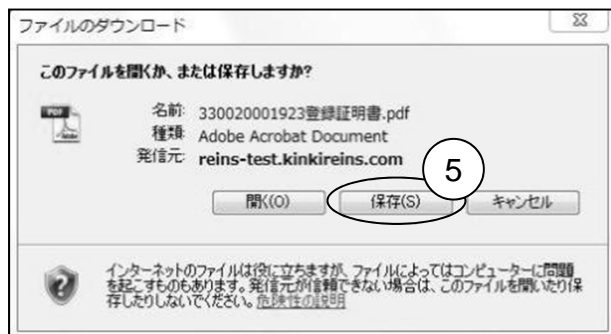 ファイルのダウンロード
このファイルを開くか、または保存しますか?
名前: 330020001923登録証明書.pdf
種類: Adobe Acrobat Document
発信元: reins-test.kinkireins.com
5
開く(O) 保存(S) キャンセル
インターネットのファイルは役に立ちますが、ファイルによってはコンピューターに問題
を起こすものもあります。発信元が信頼できない場合は、このファイルを開いたり保
存したりしないでください。危険性の説明